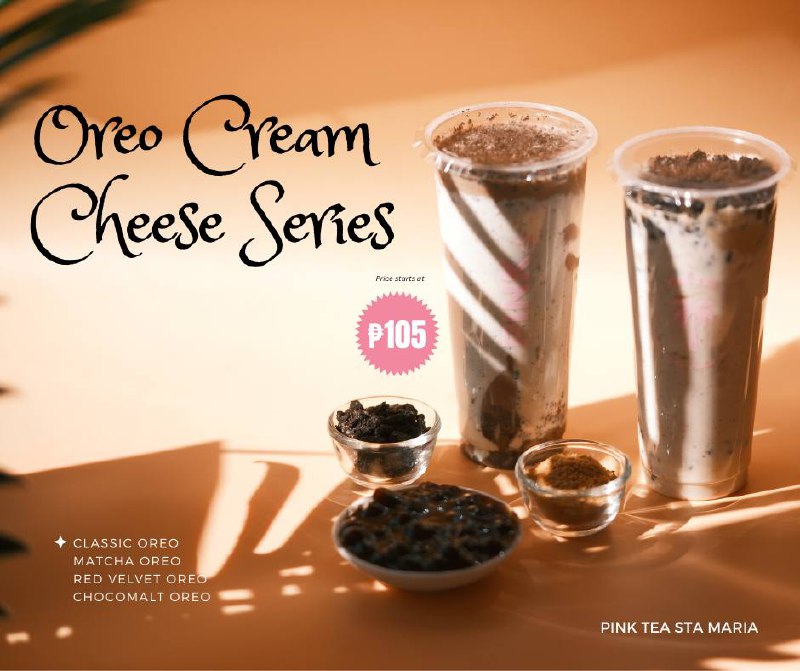 Oreo Cream
Cheese Series
Price starts at
₱105
CLASSIC OREO
MATCHA OREO
RED VELVET OREO
CHOCOMALT OREO
PINK TEA STA MARIA